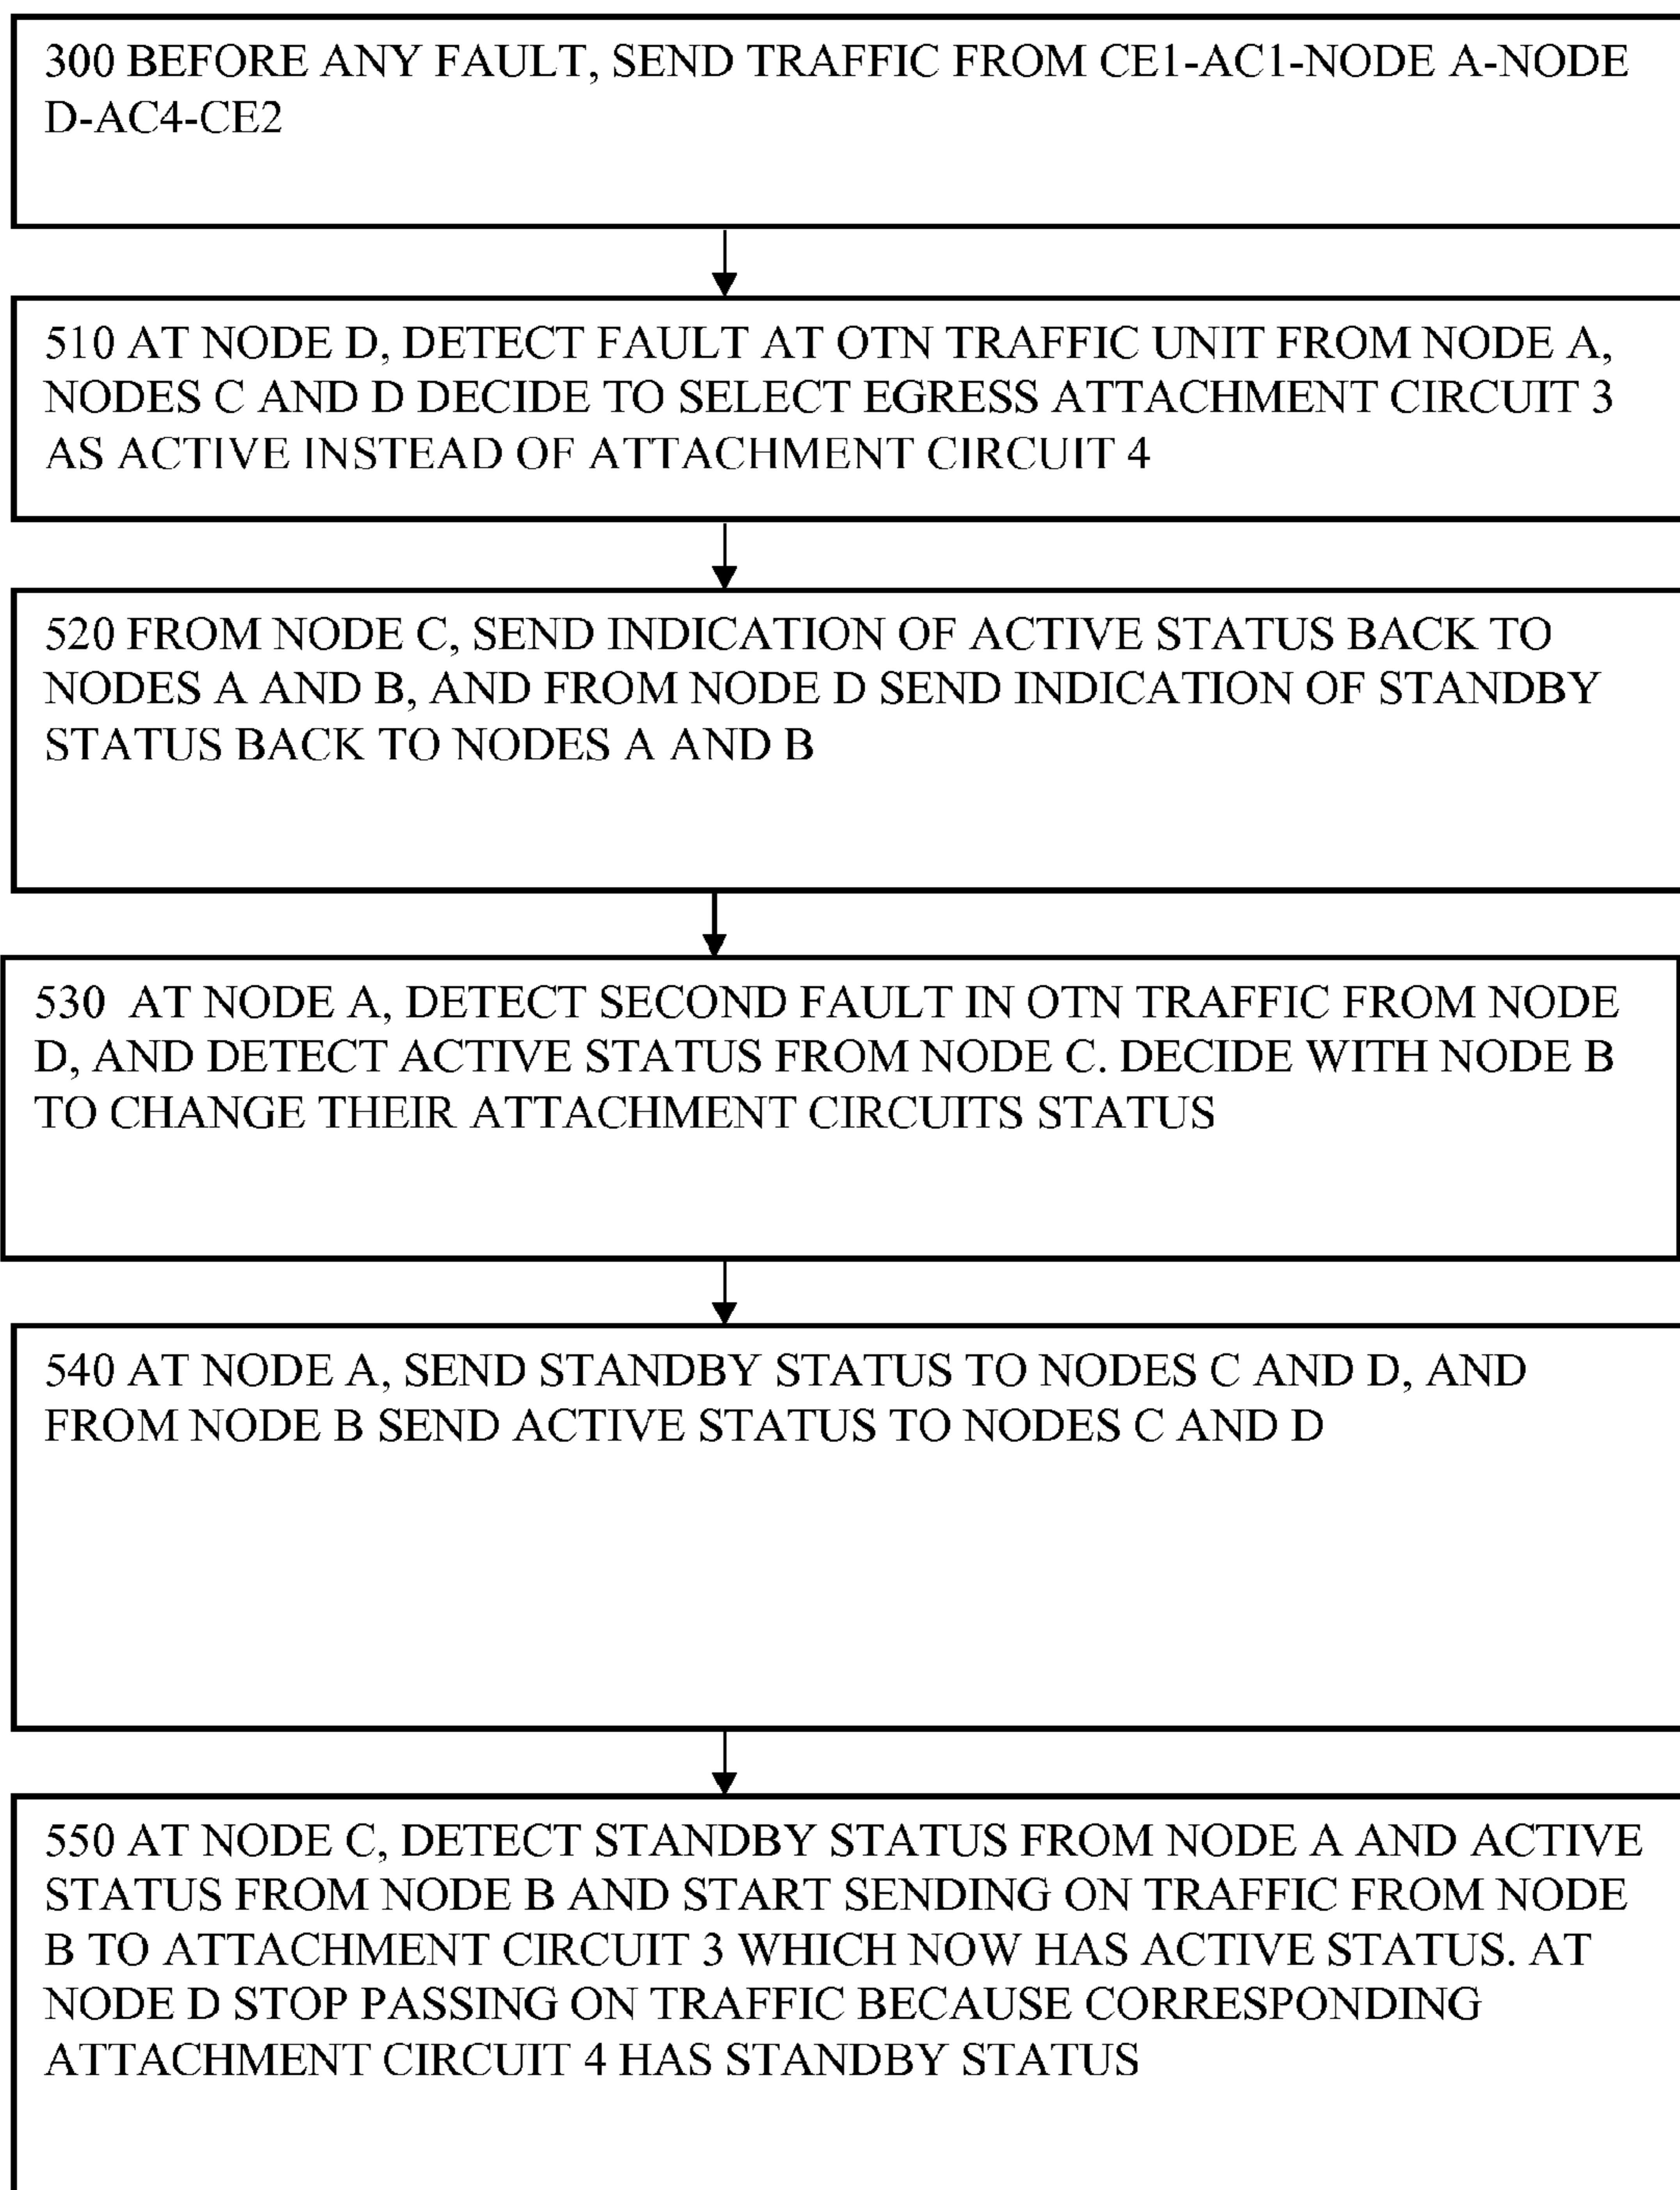 300 BEFORE ANY FAULT, SEND TRAFFIC FROM CE1-AC1-NODE A-NODE
D-AC4-CE2
510 AT NODE D, DETECT FAULT AT OTN TRAFFIC UNIT FROM NODE A,
NODES C AND D DECIDE TO SELECT EGRESS ATTACHMENT CIRCUIT 3
AS ACTIVE INSTEAD OF ATTACHMENT CIRCUIT 4
520 FROM NODE C, SEND INDICATION OF ACTIVE STATUS BACK TO
NODES A AND B, AND FROM NODE D SEND INDICATION OF STANDBY
STATUS BACK TO NODES A AND B
530 AT NODE A, DETECT SECOND FAULT IN OTN TRAFFIC FROM NODE
D, AND DETECT ACTIVE STATUS FROM NODE C. DECIDE WITH NODE B
TO CHANGE THEIR ATTACHMENT CIRCUITS STATUS
540 AT NODE A, SEND STANDBY STATUS TO NODES C AND D, AND
FROM NODE B SEND ACTIVE STATUS TO NODES C AND D
550 AT NODE C, DETECT STANDBY STATUS FROM NODE A AND ACTIVE
STATUS FROM NODE B AND START SENDING ON TRAFFIC FROM NODE
B TO ATTACHMENT CIRCUIT 3 WHICH NOW HAS ACTIVE STATUS. AT
NODE D STOP PASSING ON TRAFFIC BECAUSE CORRESPONDING
ATTACHMENT CIRCUIT 4 HAS STANDBY STATUS